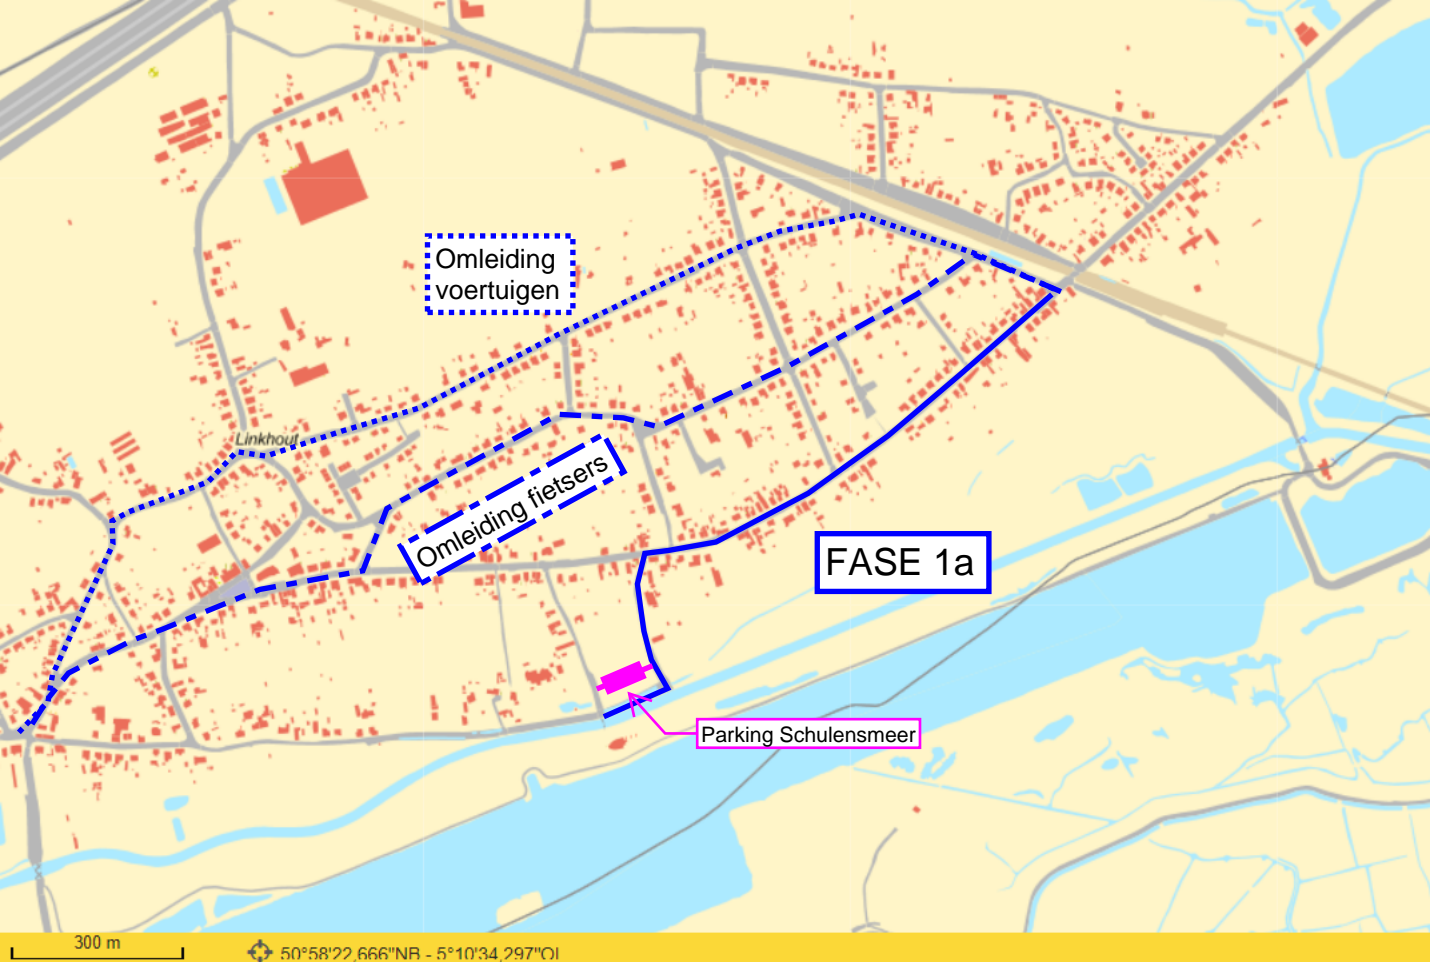 Omleiding
voertuigen
Linkhout
Omleiding fietsers
FASE 1a
Parking Schulensmeer
300 m
50°58'22,666"NB - 5°10'34,297"OL